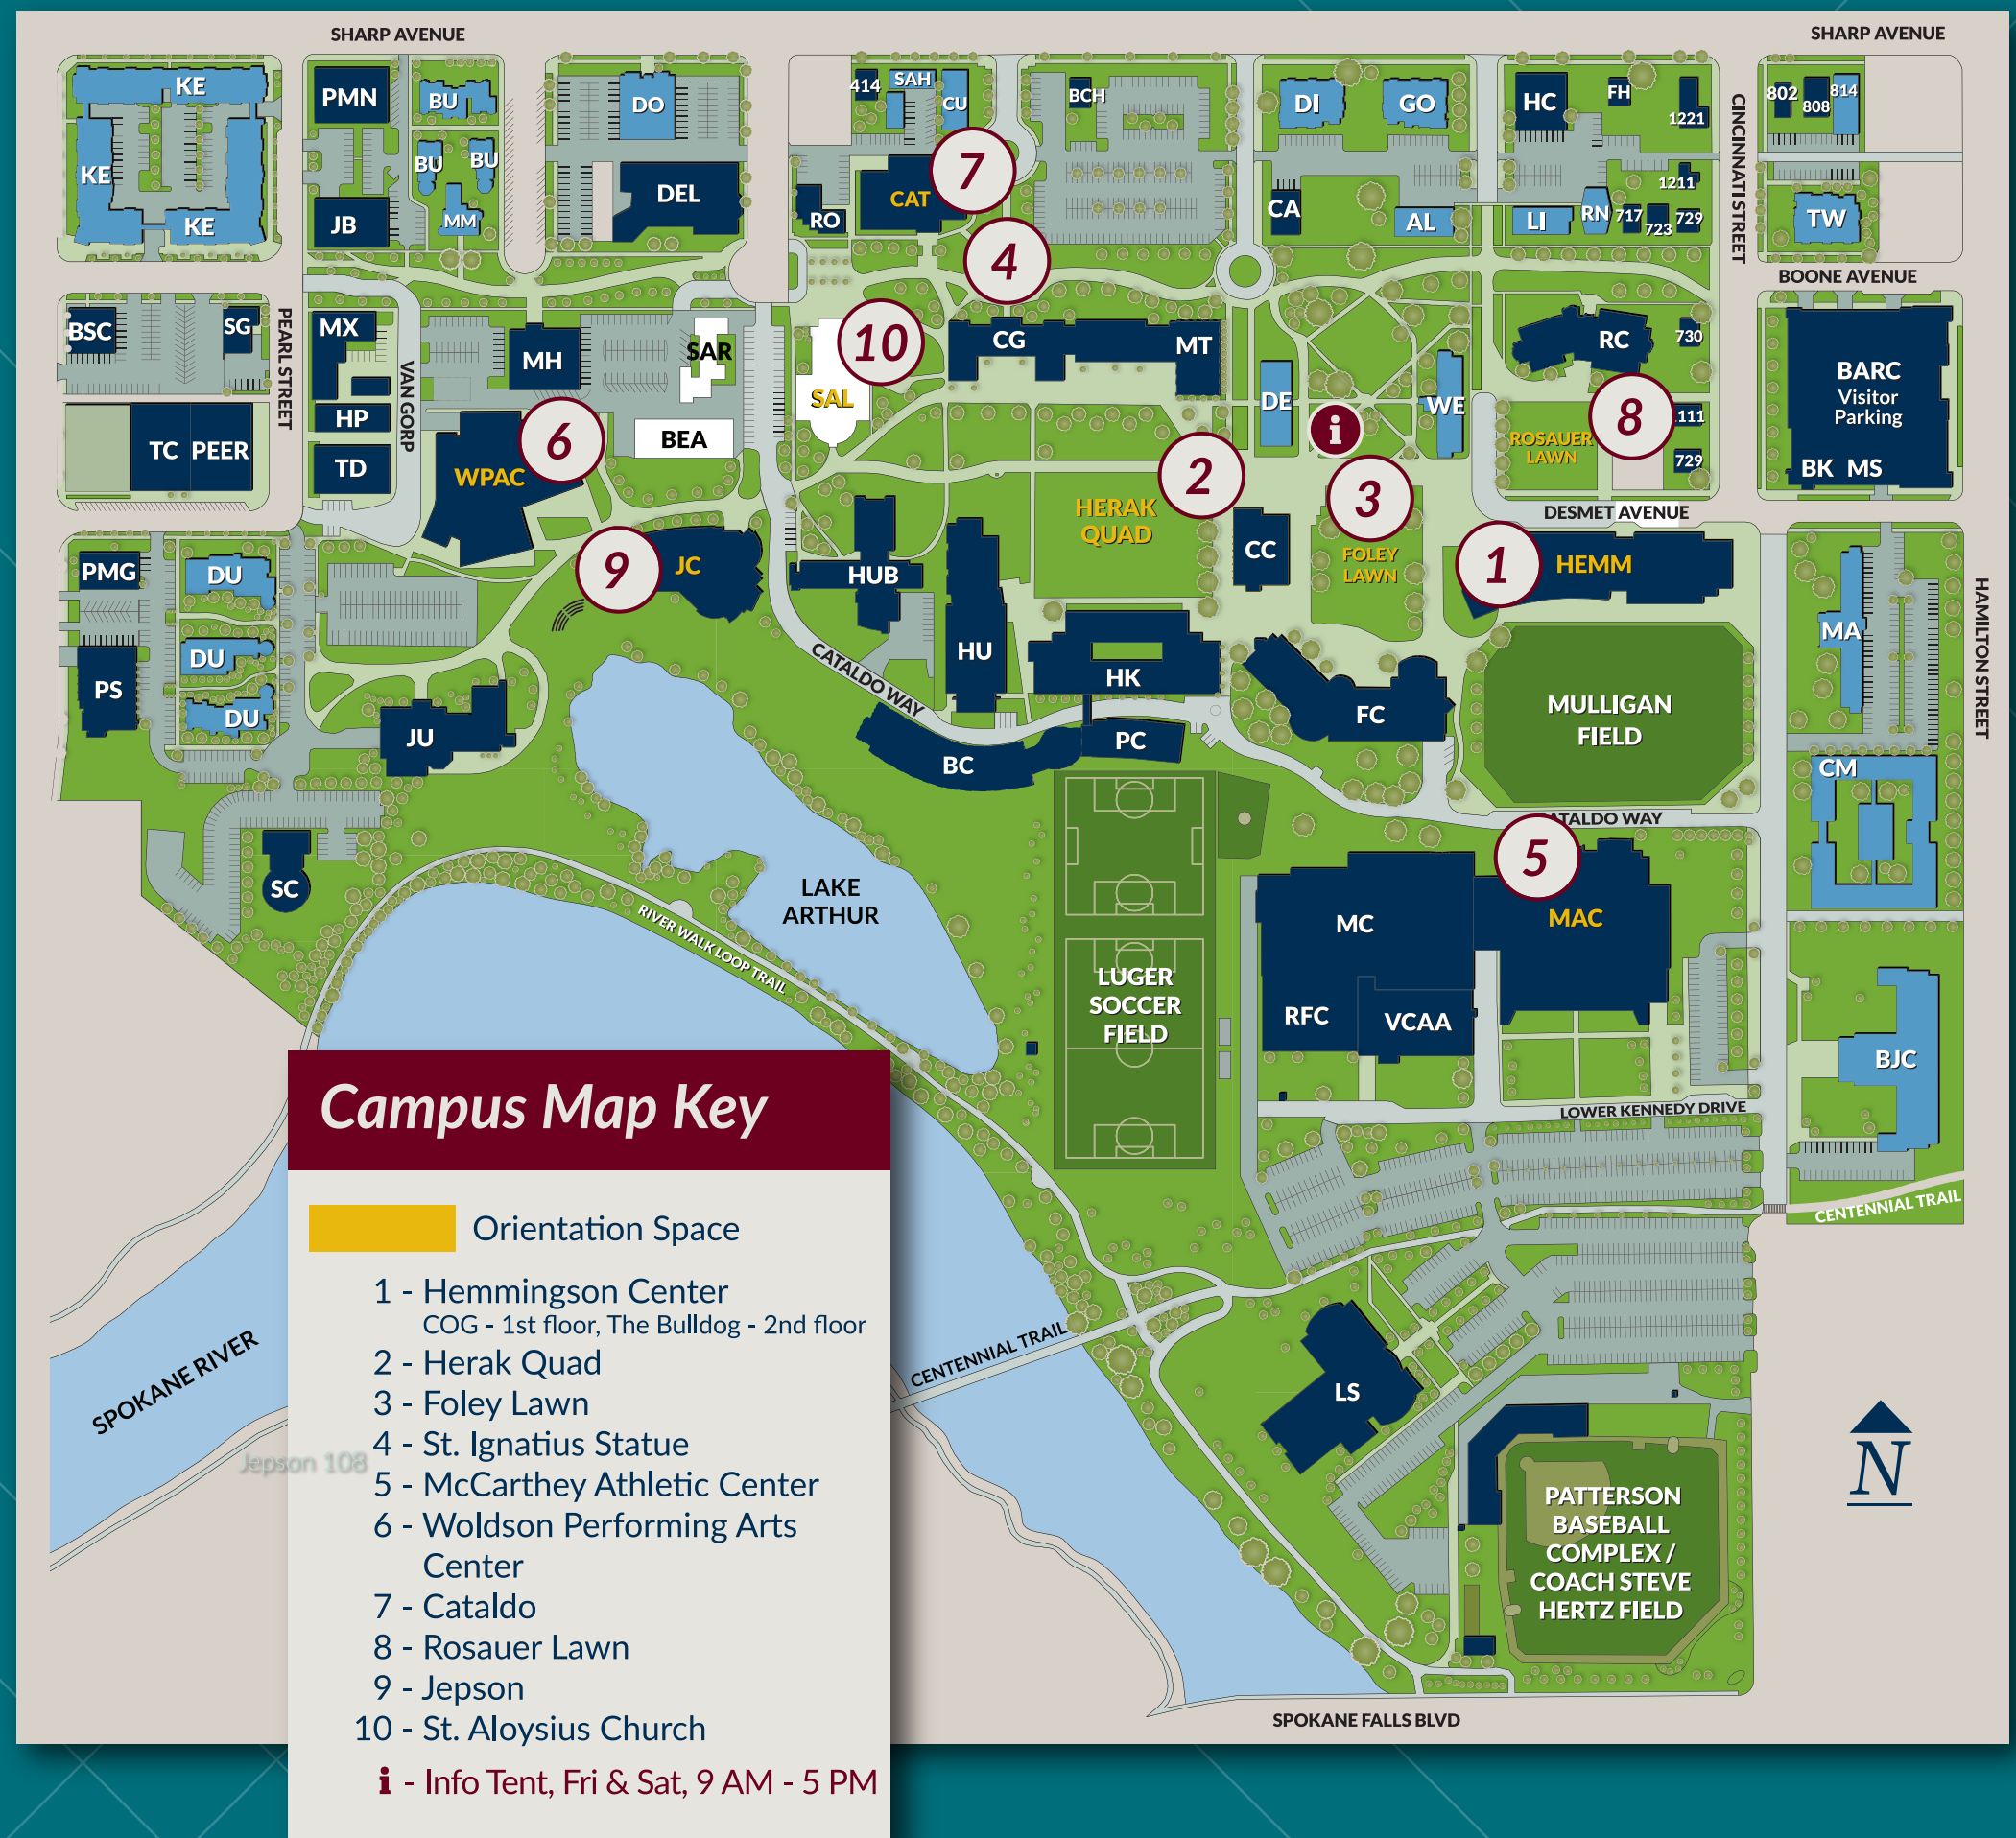 SHARP AVENUE
SHARP AVENUE
KE
PMN
BU
DO
414
SAH
CU
BCH
DI
GO
HC
FH
1221
802
808
814
KE
BU
BU
DEL
7
CAT
CA
1211
KE
JB
MM
RO
AL
LI
RN
717
723
729
TW
CINCINNATI STREET
4
BOONE AVENUE
BSC
SG
PEARL STREET
MX
MH
SAR
10
CG
MT
RC
730
BARC
Visitor
Parking
VAN GORP
SAL
DE
WE
HP
BEA
i
8
1111
TC
PEER
TD
WPAC
6
2
ROSAUER
LAWN
729
BK
MS
HERAK
QUAD
3
DESMET AVENUE
PMG
DU
9
JC
HUB
CC
FOLEY
LAWN
1
HEMM
HAMILTON STREET
DU
PS
DU
JU
CATALDO WAY
HU
HK
FC
MULLIGAN
FIELD
MA
BC
PC
CM
ATALDO WAY
SC
LAKE
ARTHUR
RIVER WALK LOOP TRAIL
5
MC
MAC
LUGER
SOCCER
FIELD
RFC
VCAA
BJC
LOWER KENNEDY DRIVE
CENTENNIAL TRAIL
CENTENNIAL TRAIL
SPOKANE RIVER
Jepson 108
LS
N
PATTERSON
BASEBALL
COMPLEX /
COACH STEVE
HERTZ FIELD
SPOKANE FALLS BLVD
Campus Map Key
Orientation Space
1 - Hemmingson Center
COG - 1st floor, The Bulldog - 2nd floor
2 - Herak Quad
3 - Foley Lawn
4 - St. Ignatius Statue
5 - McCarthey Athletic Center
6 - Woldson Performing Arts
Center
7 - Cataldo
8 - Rosauer Lawn
9 - Jepson
10 - St. Aloysius Church
i - Info Tent, Fri & Sat, 9 AM - 5 PM